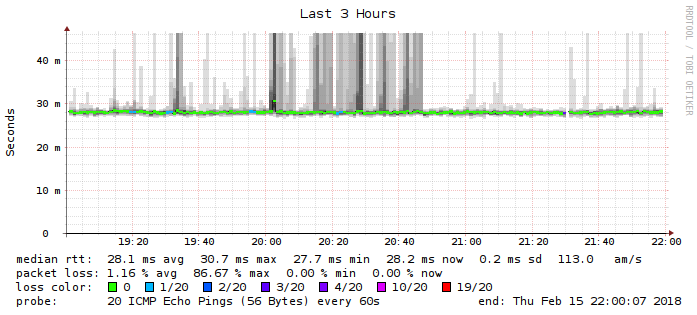 Last 3 Hours
RRDTOOL / TOBI OETIKER
Seconds
40 m
30 m
20 m
10 m
0
19:20 19:40 20:00 20:20 20:40 21:00 21:20 21:40 22:00
median rtt: 28.1 ms avg 30.7 ms max 27.7 ms min 28.2 ms now 0.2 ms sd 113.0 am/s
packet loss: 1.16 % avg 86.67 % max 0.00 % min 0.00 % now
loss color: 0 1/20 2/20 3/20 4/20 10/20 19/20
probe: 20 ICMP Echo Pings (56 Bytes) every 60s end: Thu Feb 15 22:00:07 2018